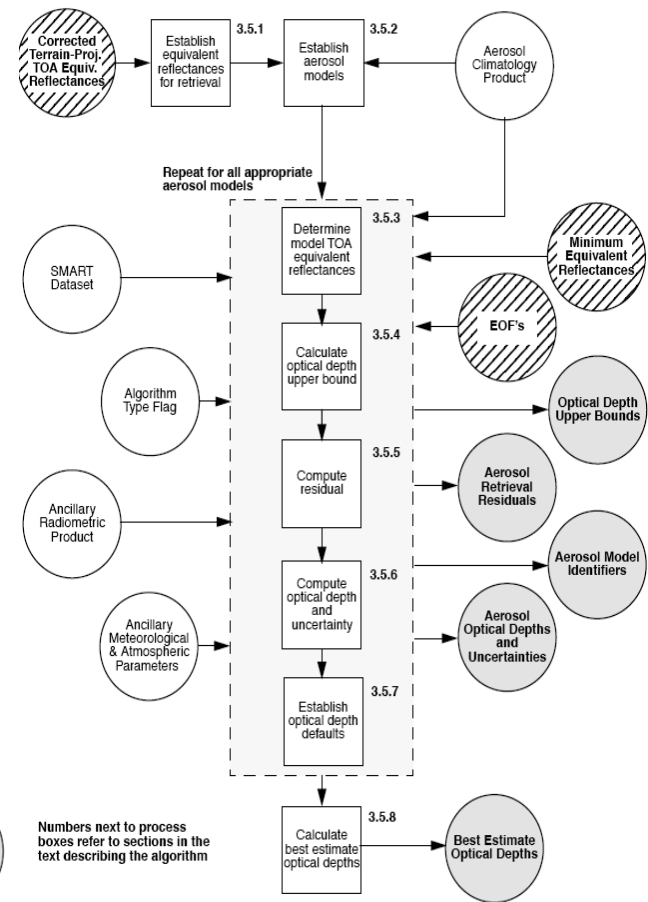 Corrected
Terrain-Proj.
TOA Equiv.
Reflectances
3.5.1
Establish
equivalent
reflectances
for retrieval
3.5.2
Establish
aerosol
models
Aerosol
Climatology
Product
Repeat for all appropriate
aerosol models
3.5.3
Determine
model TOA
equivalent
reflectances
Minimum
Equivalent
Reflectances
SMART
Dataset
EOF's
3.5.4
Calculate
optical depth
upper bound
Algorithm
Type Flag
Optical Depth
Upper Bounds
3.5.5
Compute
residual
Aerosol
Retrieval
Residuals
Ancillary
Radiometric
Product
Aerosol Model
Identifiers
3.5.6
Compute
optical depth
and
uncertainty
Aerosol
Optical Depths
and
Uncertainties
Ancillary
Meteorological
& Atmospheric
Parameters
3.5.7
Establish
optical depth
defaults
3.5.8
Calculate
best estimate
optical depths
Best Estimate
Optical Depths
Numbers next to process
boxes refer to sections in the
text describing the algorithm